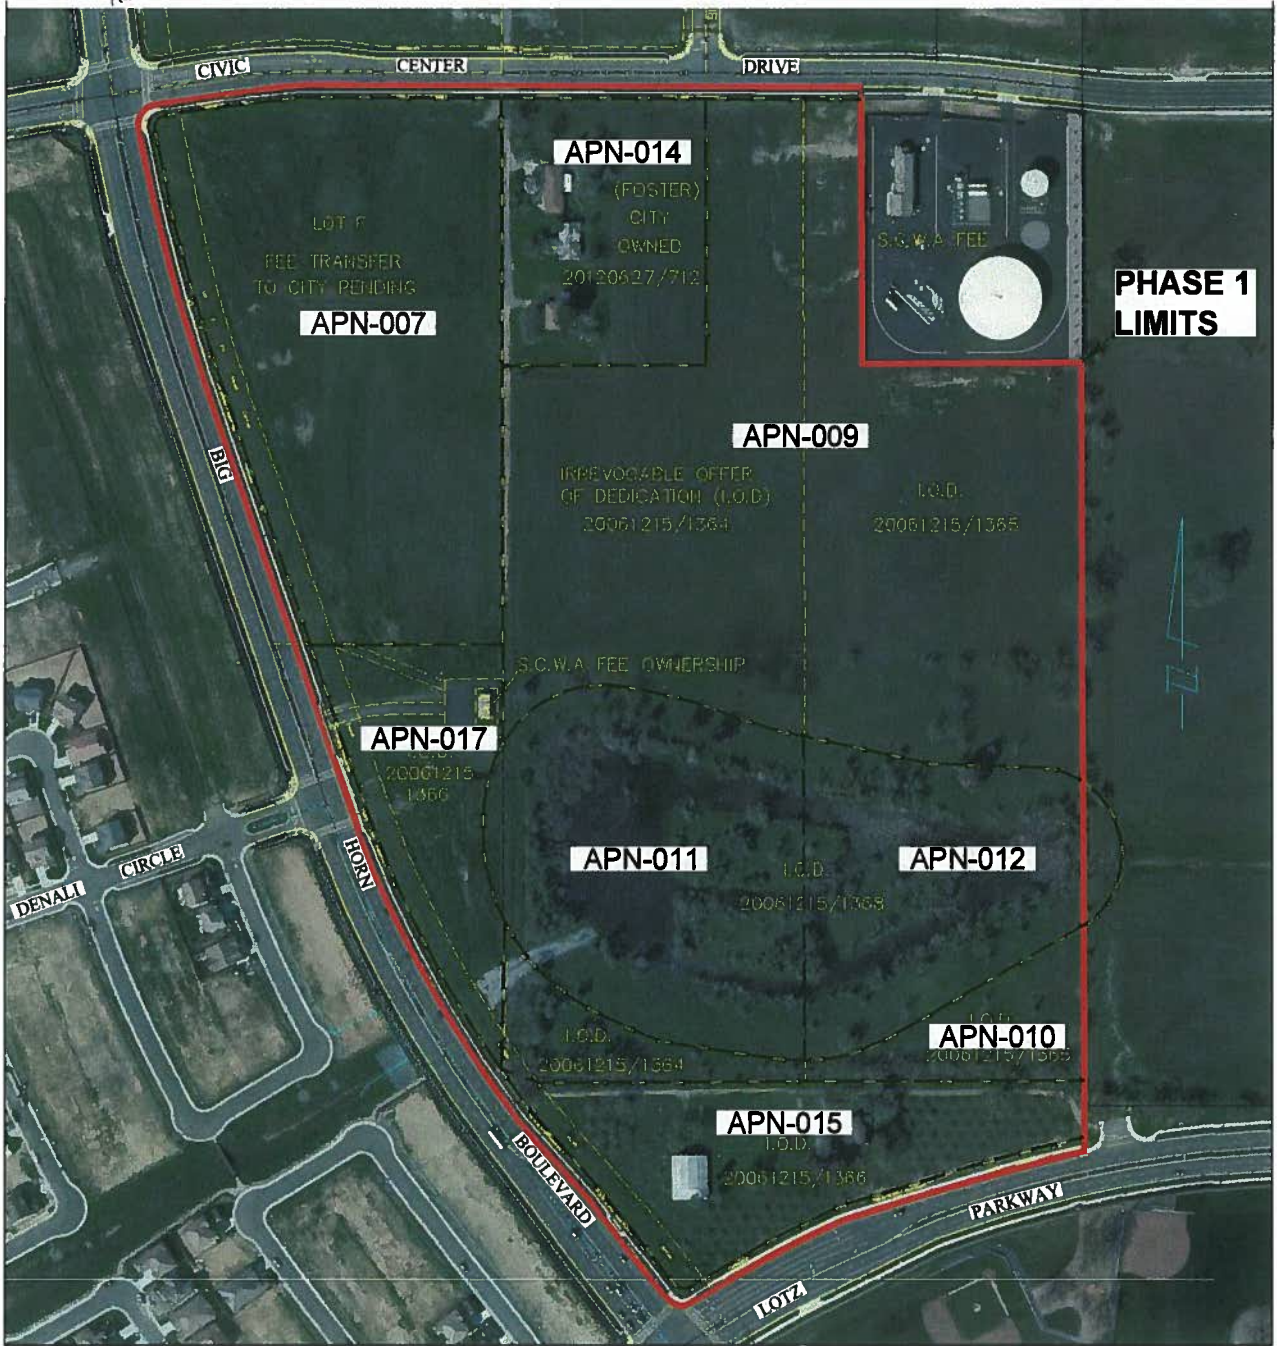 CIVIC CENTER DRIVE
APN-014
(FOSTER)
CITY
OWNED
20120627/712
LOT F
FEE TRANSFER
TO CITY PENDING
APN-007
S.C.W.A FEE
PHASE 1
LIMITS
APN-009
BIG
IRREVOCABLE OFFER
OF DEDICATION (I.O.D)
20061215/1364
I.O.D.
20061215/1365
S.C.W.A FEE OWNERSHIP
APN-017
I.O.D.
20061215
1366
HORN
DENALI CIRCLE
APN-011
APN-012
I.O.D.
20061215/1368
I.O.D.
20061215/1364
I.O.D.
APN-010
20061215/1365
APN-015
I.O.D.
20061215/1366
BOULEVARD
LOTZ PARKWAY